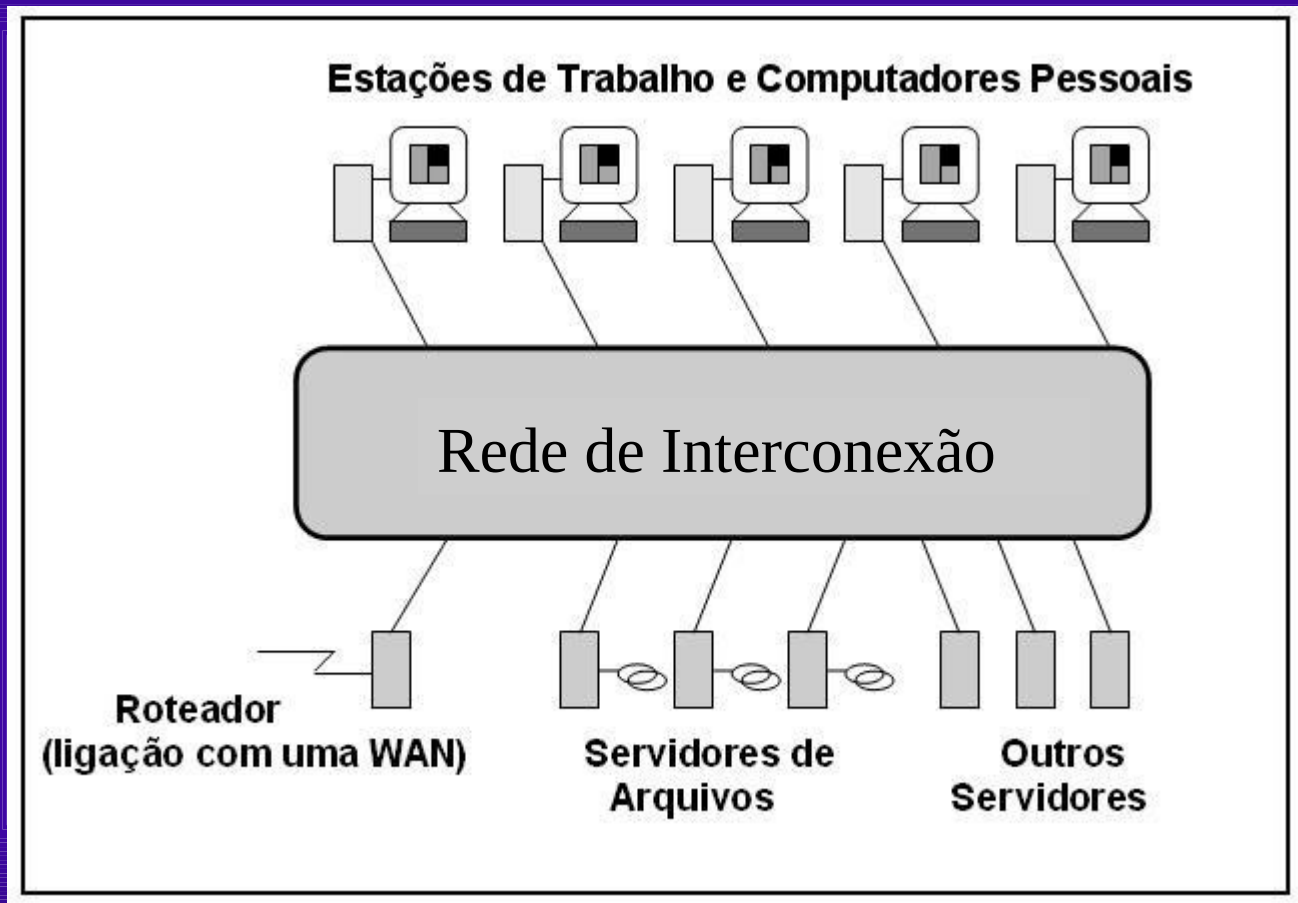 Estações de Trabalho e Computadores Pessoais
Rede de Interconexão
Roteador
(ligação com uma WAN)
Servidores de
Arquivos
Outros
Servidores